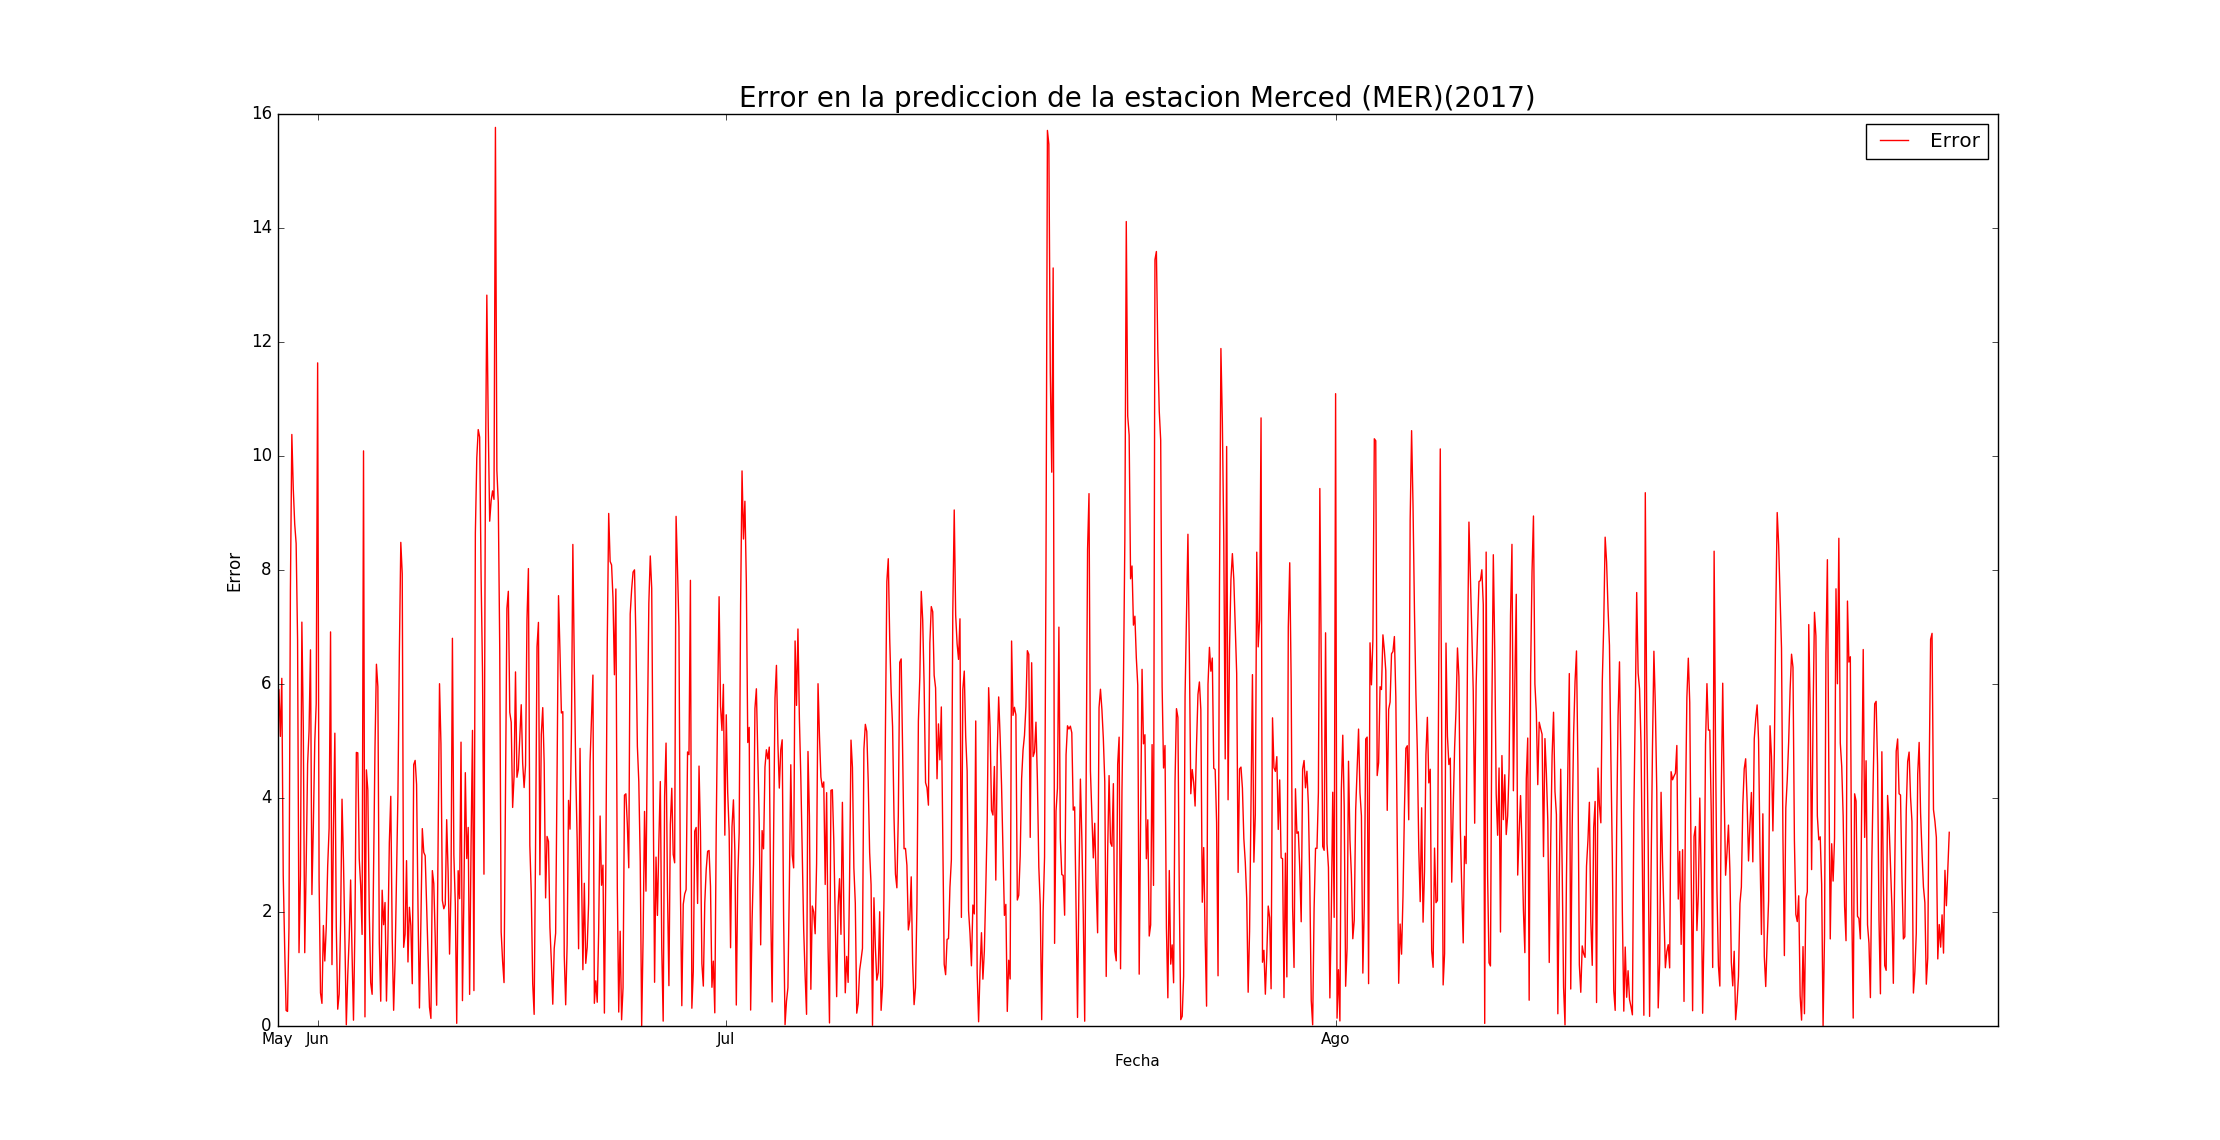 Error en la prediccion de la estacion Merced (MER)(2017)
16
Error
14
12
10
8
Error
6
4
2
0
May Jun Jul Ago
Fecha